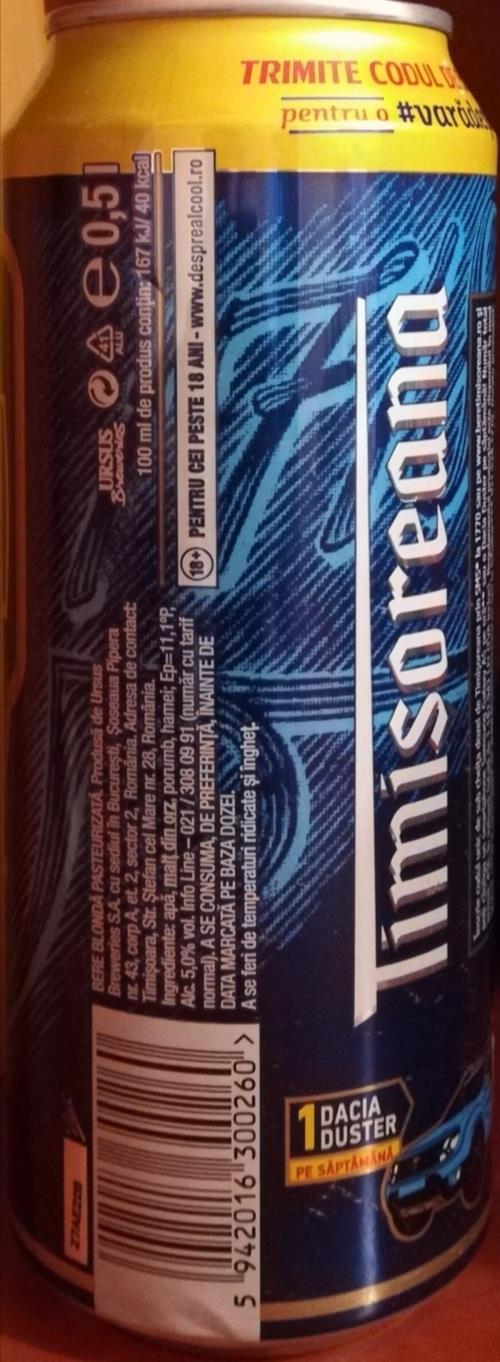 TRIMITE CODUL DE
pentru o #varăde
BERE BLONDĂ PASTEURIZATĂ. Produsă de Ursus
Breweries S.A. cu sediul în București, Șoseaua Pipera
nr. 43, corp A, et. 2, sector 2, România. Adresa de contact:
Timișoara, Str. Ștefan cel Mare nr. 28, România.
Ingrediente: apă, malț din orz, porumb, hamei; Ep=11,1°P,
Alc. 5,0% vol. Info Line – 021 / 308 09 91 (număr cu tarif
normal). A SE CONSUMA, DE PREFERINȚĂ, ÎNAINTE DE
DATA MARCATĂ PE BAZA DOZEI.
A se feri de temperaturi ridicate și îngheț.
URSUS
Breweries
41
ALU
e 0,5 l
100 ml de produs conțin: 167 kJ/ 40 kcal
18+ PENTRU CEI PESTE 18 ANI - www.desprealcool.ro
Timisoreana
1 DACIA
DUSTER
PE SĂPTĂMÂNĂ
5 942016 300260 >